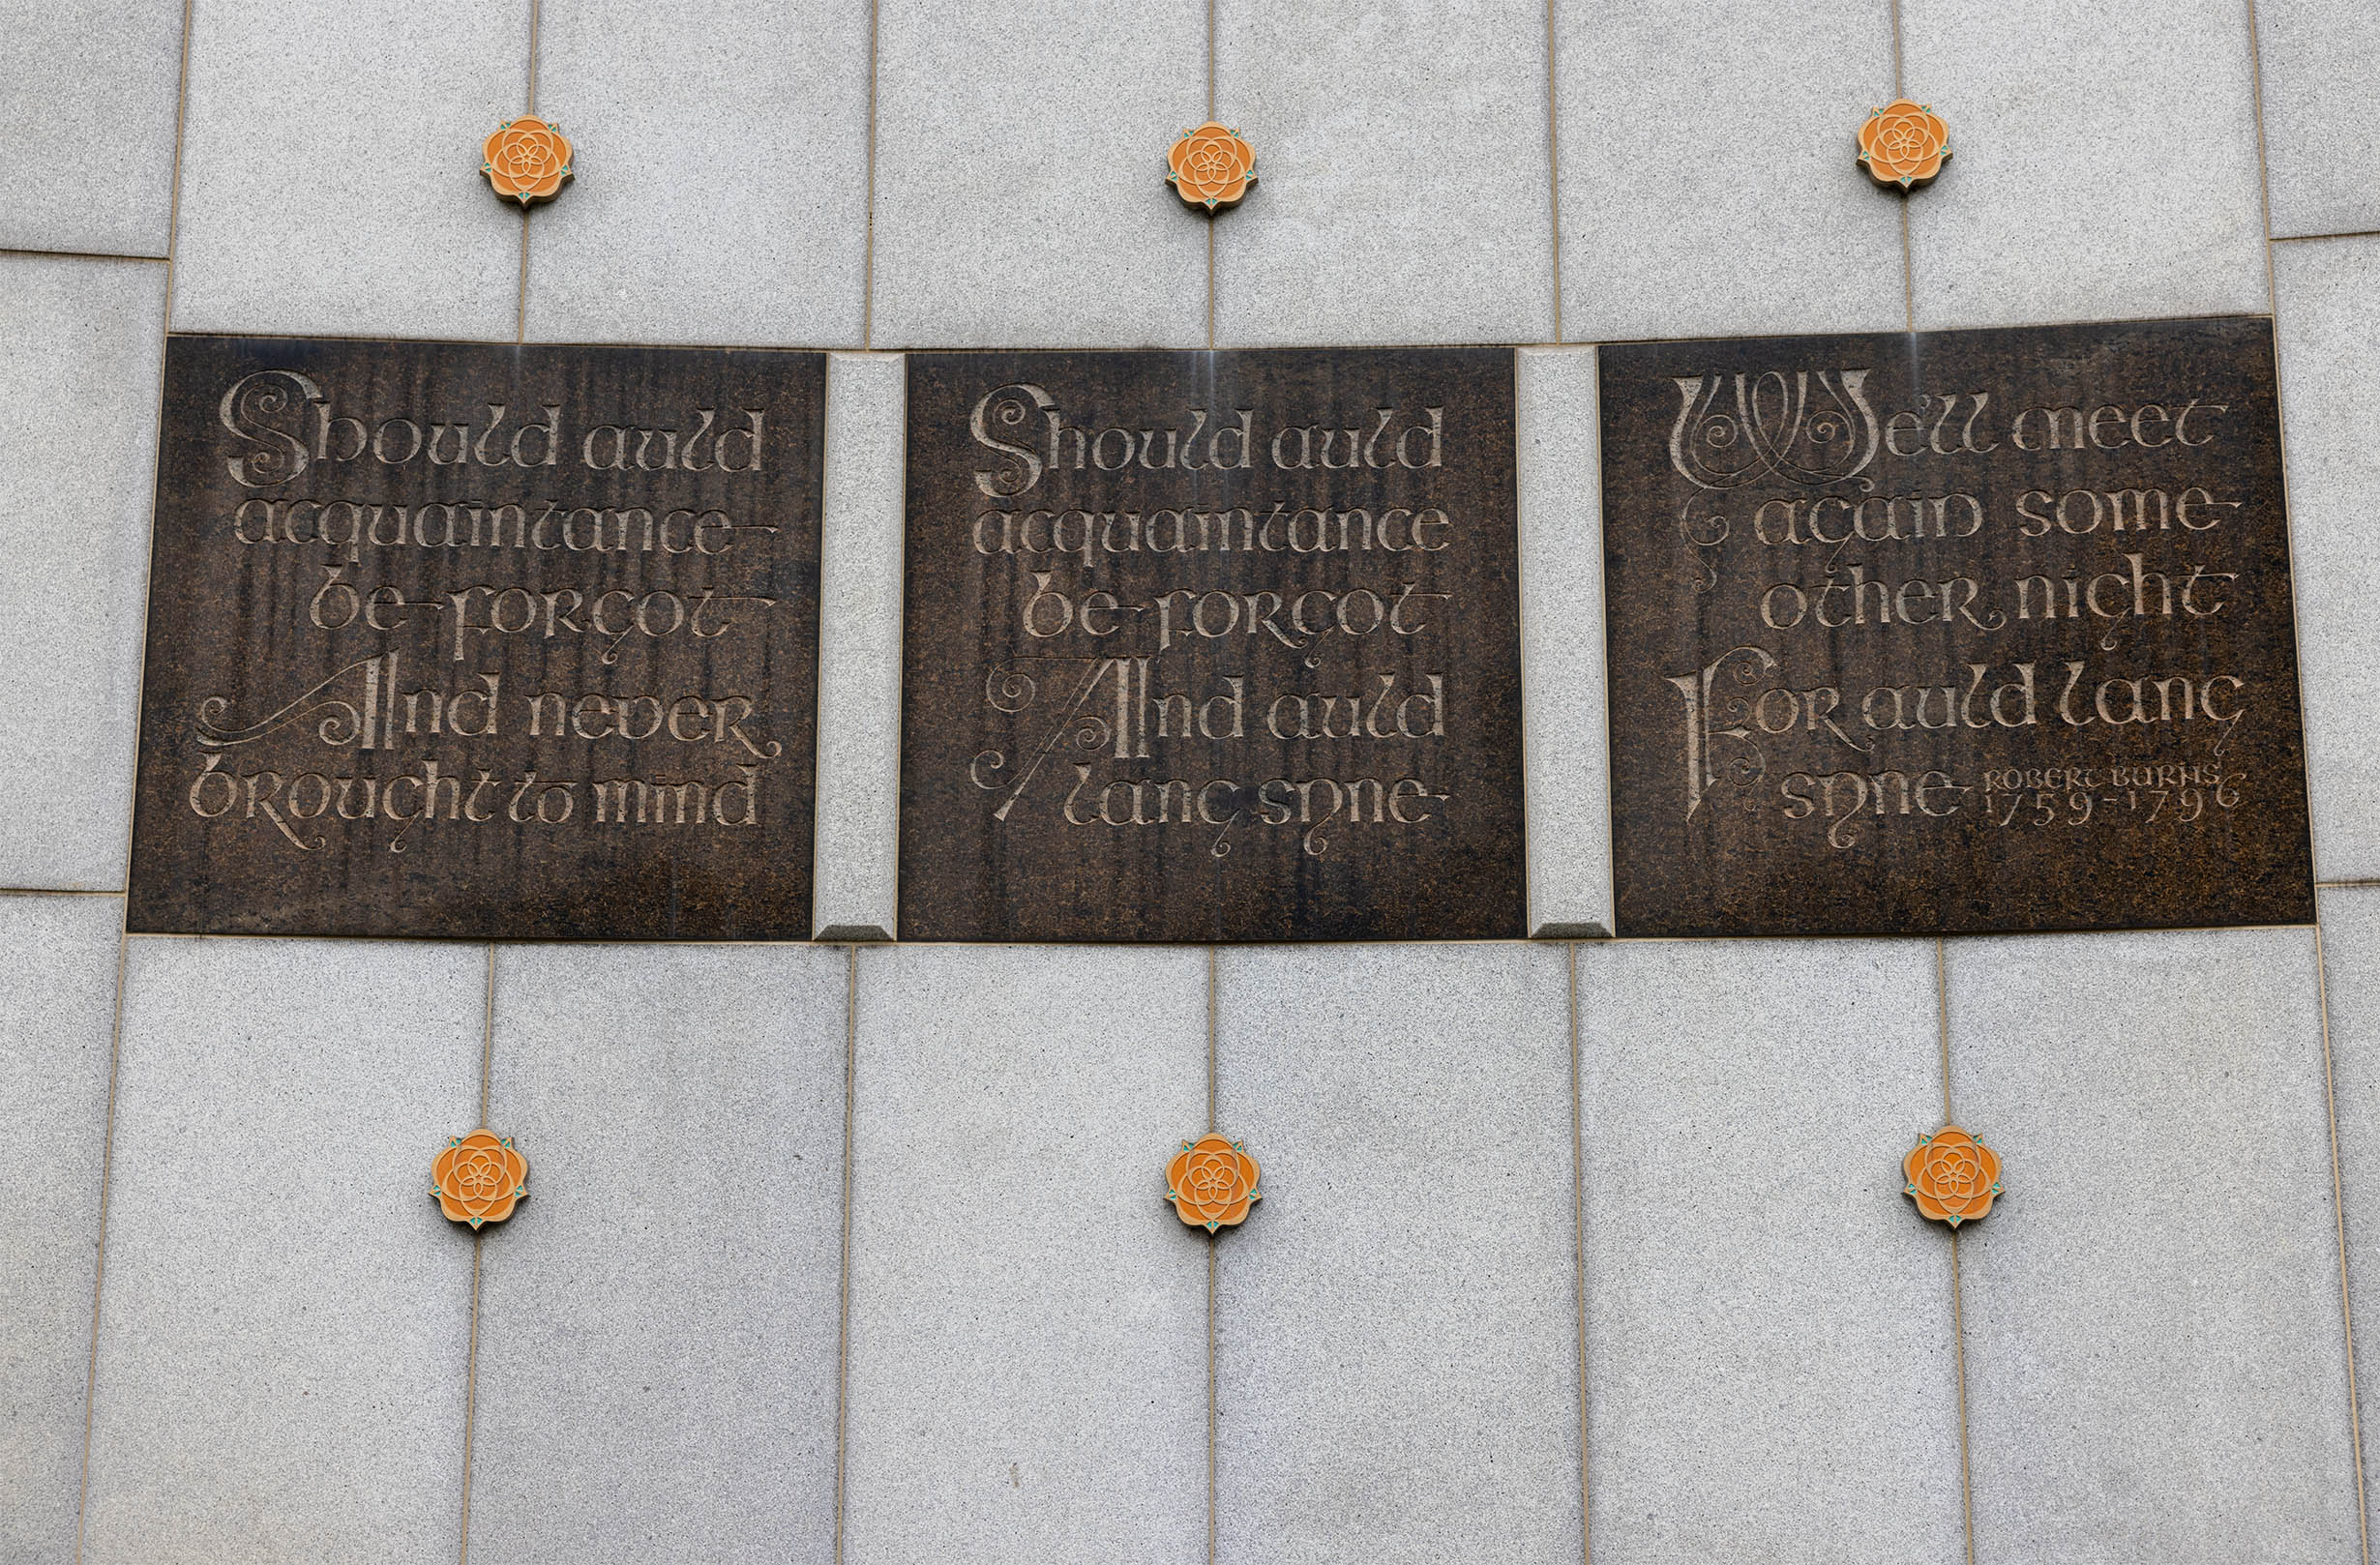 Should auld
acquaintance
be forgot
And never
brought to mind
Should auld
acquaintance
be forgot
And auld
lang syne
We'll meet
again some
other night
For auld lang
syne ROBERT BURNS
1759-1796